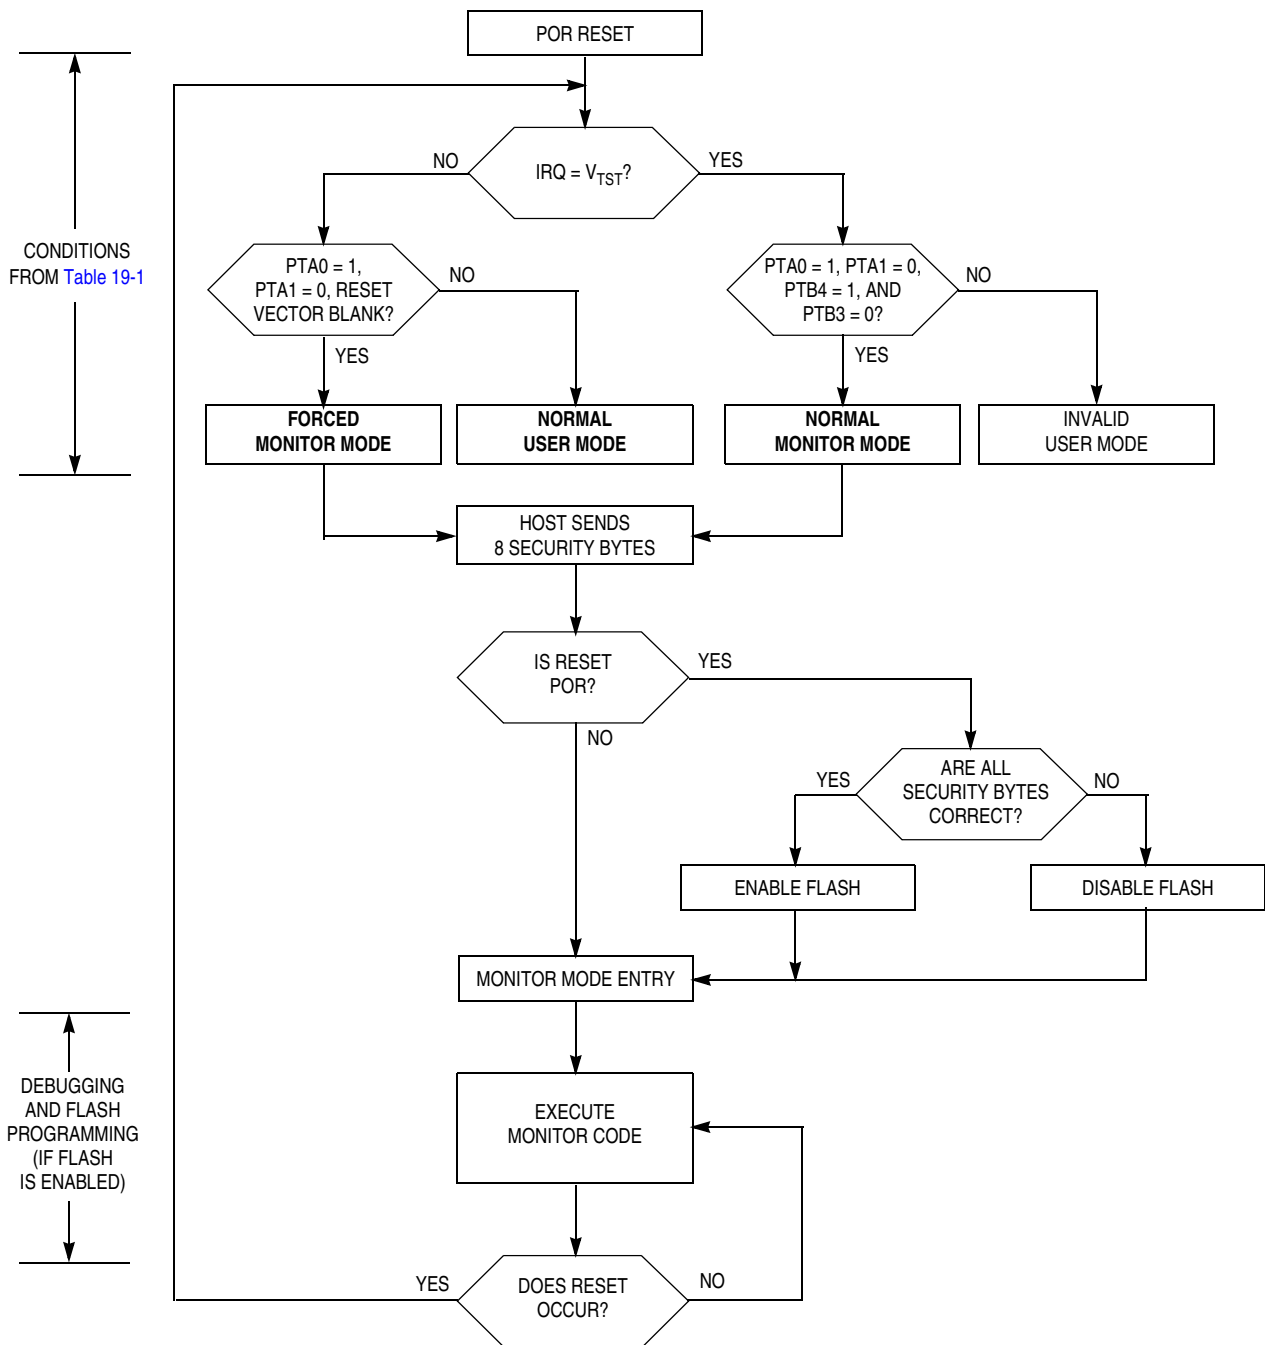 POR RESET
IRQ = VTST?
NO
YES
CONDITIONS
FROM Table 19-1
PTA0 = 1,
PTA1 = 0, RESET
VECTOR BLANK?
NO
YES
PTA0 = 1, PTA1 = 0,
PTB4 = 1, AND
PTB3 = 0?
NO
YES
FORCED
MONITOR MODE
NORMAL
USER MODE
NORMAL
MONITOR MODE
INVALID
USER MODE
HOST SENDS
8 SECURITY BYTES
IS RESET
POR?
YES
NO
ARE ALL
SECURITY BYTES
CORRECT?
YES
NO
ENABLE FLASH
DISABLE FLASH
MONITOR MODE ENTRY
DEBUGGING
AND FLASH
PROGRAMMING
(IF FLASH
IS ENABLED)
EXECUTE
MONITOR CODE
DOES RESET
OCCUR?
YES
NO